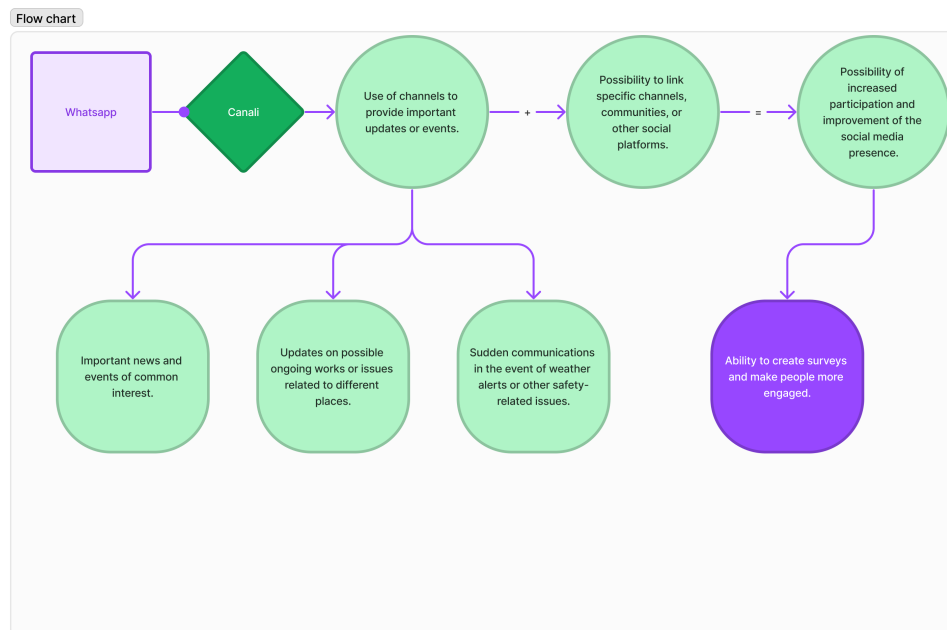 Flow chart
Whatsapp
Canali
Use of channels to
provide important
updates or events.
+
Possibility to link
specific channels,
communities, or
other social
platforms.
=
Possibility of
increased
participation and
improvement of the
social media
presence.
Important news and
events of common
interest.
Updates on possible
ongoing works or issues
related to different
places.
Sudden communications
in the event of weather
alerts or other safety-
related issues.
Ability to create surveys
and make people more
engaged.